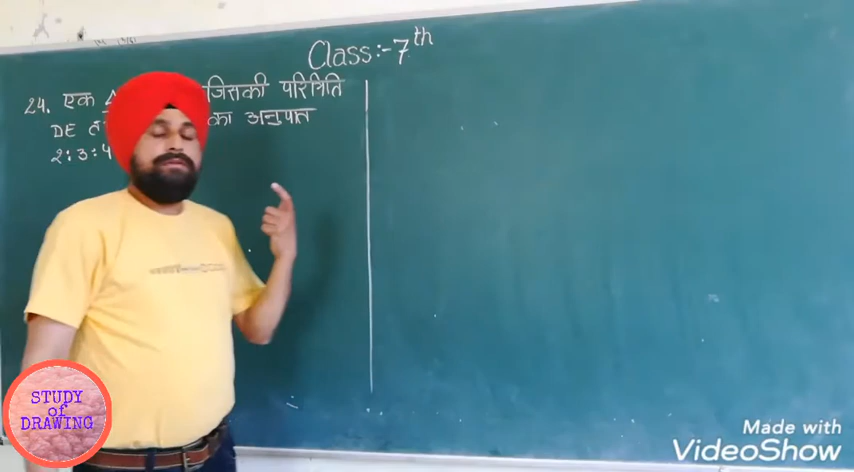 Class:-7th
24. एक जिसकी परिमिति
DE का अनुपात
2:3:4
STUDY
of
DRAWING
Made with
VideoShow